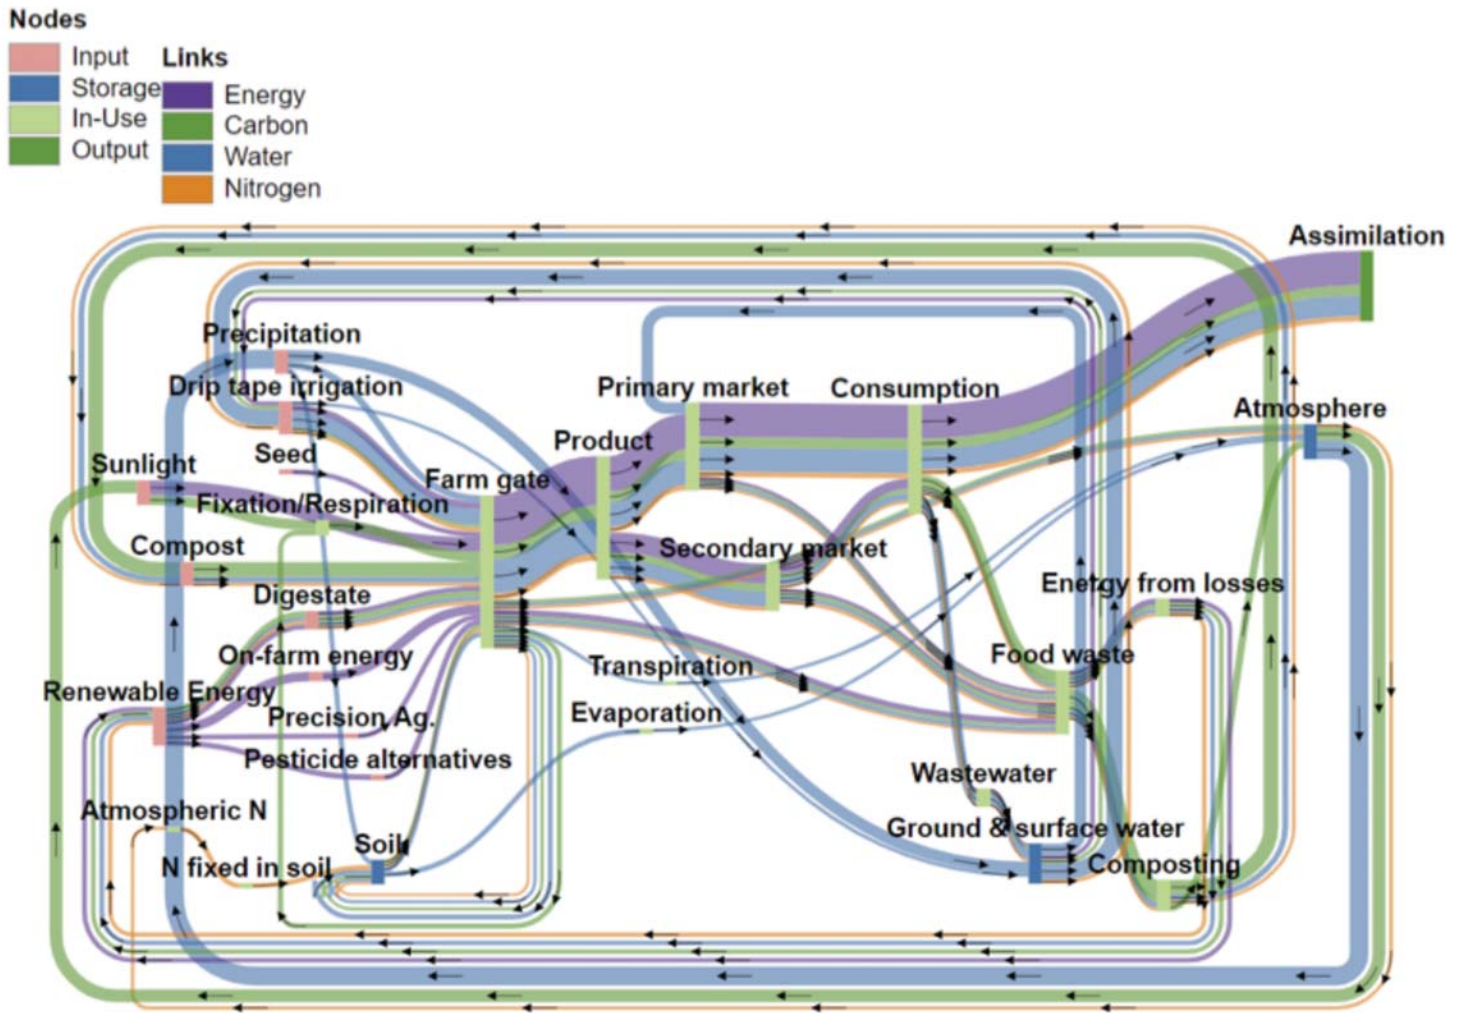 Nodes
Input
Links
Storage
Energy
In-Use
Carbon
Output
Water
Nitrogen
Assimilation
Precipitation
Drip tape irrigation
Primary market
Consumption
Atmosphere
Seed
Product
Sunlight
Farm gate
Fixation/Respiration
Compost
Secondary market
Digestate
Energy from losses
On-farm energy
Transpiration
Food waste
Renewable Energy
Precision Ag.
Evaporation
Pesticide alternatives
Wastewater
Atmospheric N
Ground & surface water
Soil
N fixed in soil
Composting